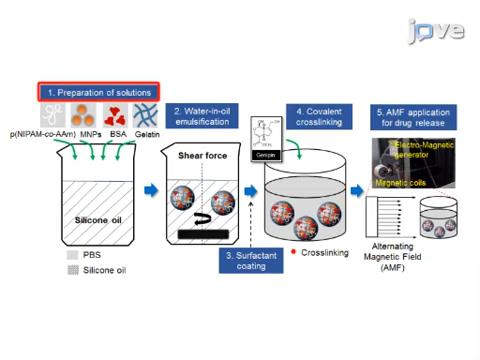 jove
1. Preparation of solutions
p(NIPAM-co-AAm) MNPs BSA Gelatin
2. Water-in-oil
emulsification
4. Covalent
crosslinking
5. AMF application
for drug release
Genipin
Electro-Magnetic
generator
Magnetic coils
Shear force
Silicone oil
3. Surfactant
coating
Crosslinking
Alternating
Magnetic Field
(AMF)
PBS
Silicone oil